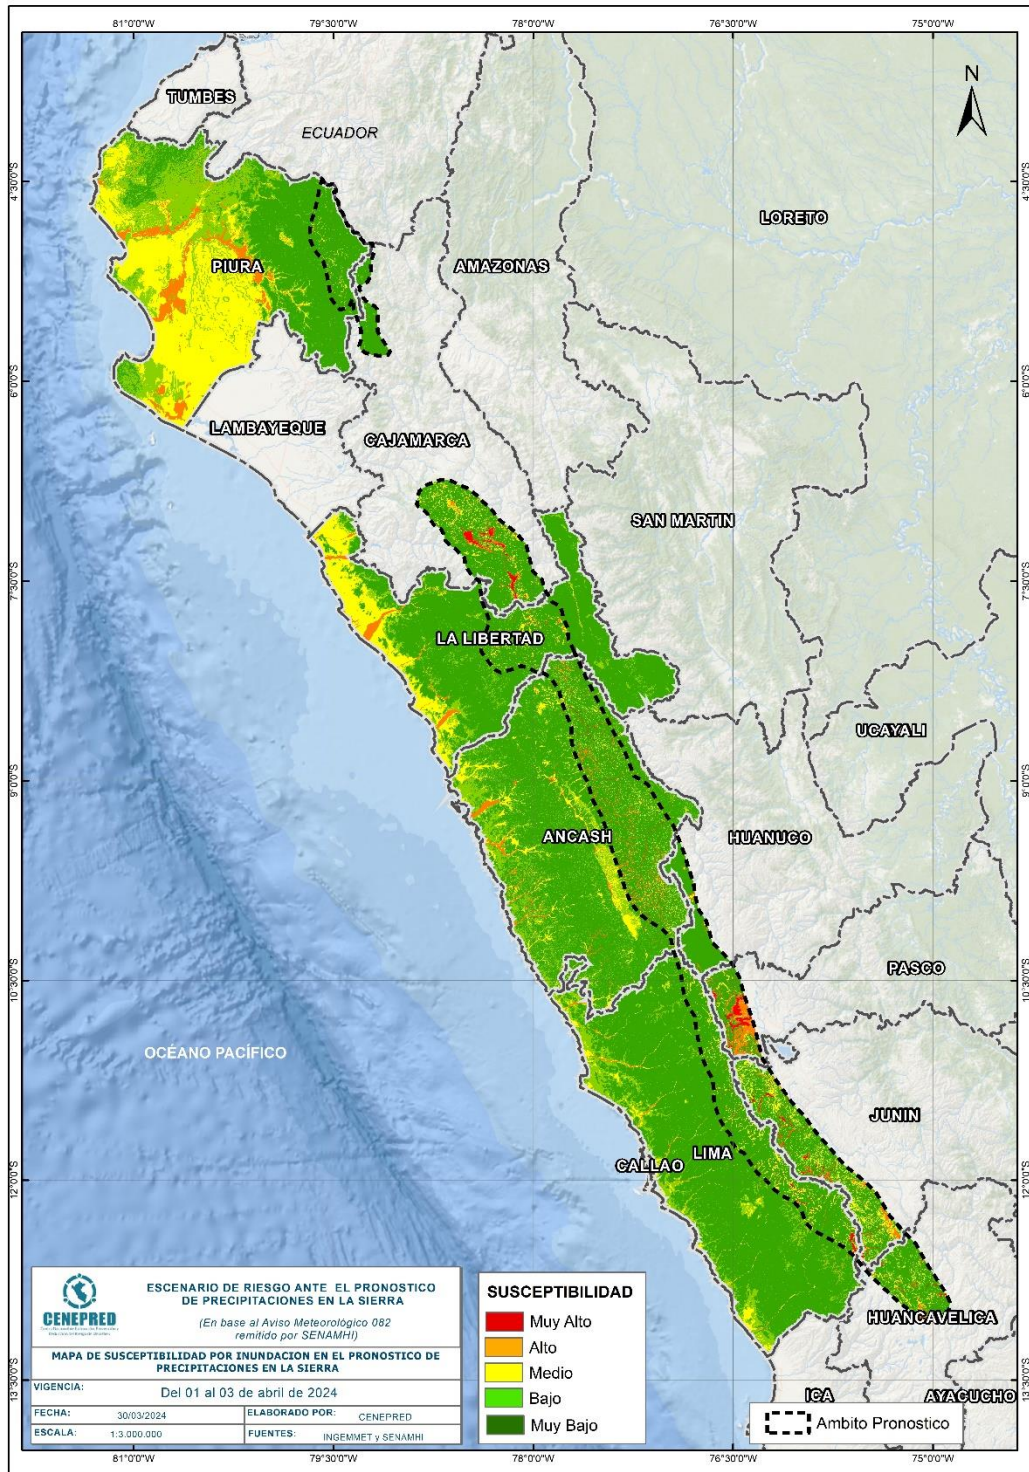 81°0'0"W
79°30'0"W
78°0'0"W
76°30'0"W
75°0'0"W
N
TUMBES
ECUADOR
4°30'0"S
4°30'0"S
LORETO
PIURA
AMAZONAS
6°0'0"S
6°0'0"S
LAMBAYEQUE
CAJAMARCA
SAN MARTIN
7°30'0"S
7°30'0"S
LA LIBERTAD
UCAYALI
9°0'0"S
9°0'0"S
ANCASH
HUANUCO
PASCO
10°30'0"S
10°30'0"S
OCÉANO PACÍFICO
JUNIN
LIMA
CALLAO
12°0'0"S
12°0'0"S
HUANCAVELICA
13°30'0"S
13°30'0"S
ICA
AYACUCHO
CENEPRED
ESCENARIO DE RIESGO ANTE EL PRONOSTICO
DE PRECIPITACIONES EN LA SIERRA
(En base al Aviso Meteorológico 082
remitido por SENAMHI)
MAPA DE SUSCEPTIBILIDAD POR INUNDACION EN EL PRONOSTICO DE
PRECIPITACIONES EN LA SIERRA
VIGENCIA: Del 01 al 03 de abril de 2024
FECHA: 30/03/2024 ELABORADO POR: CENEPRED
ESCALA: 1:3.000.000 FUENTES: INGEMMET y SENAMHI
SUSCEPTIBILIDAD
Muy Alto
Alto
Medio
Bajo
Muy Bajo
Ambito Pronostico
81°0'0"W
79°30'0"W
78°0'0"W
76°30'0"W
75°0'0"W